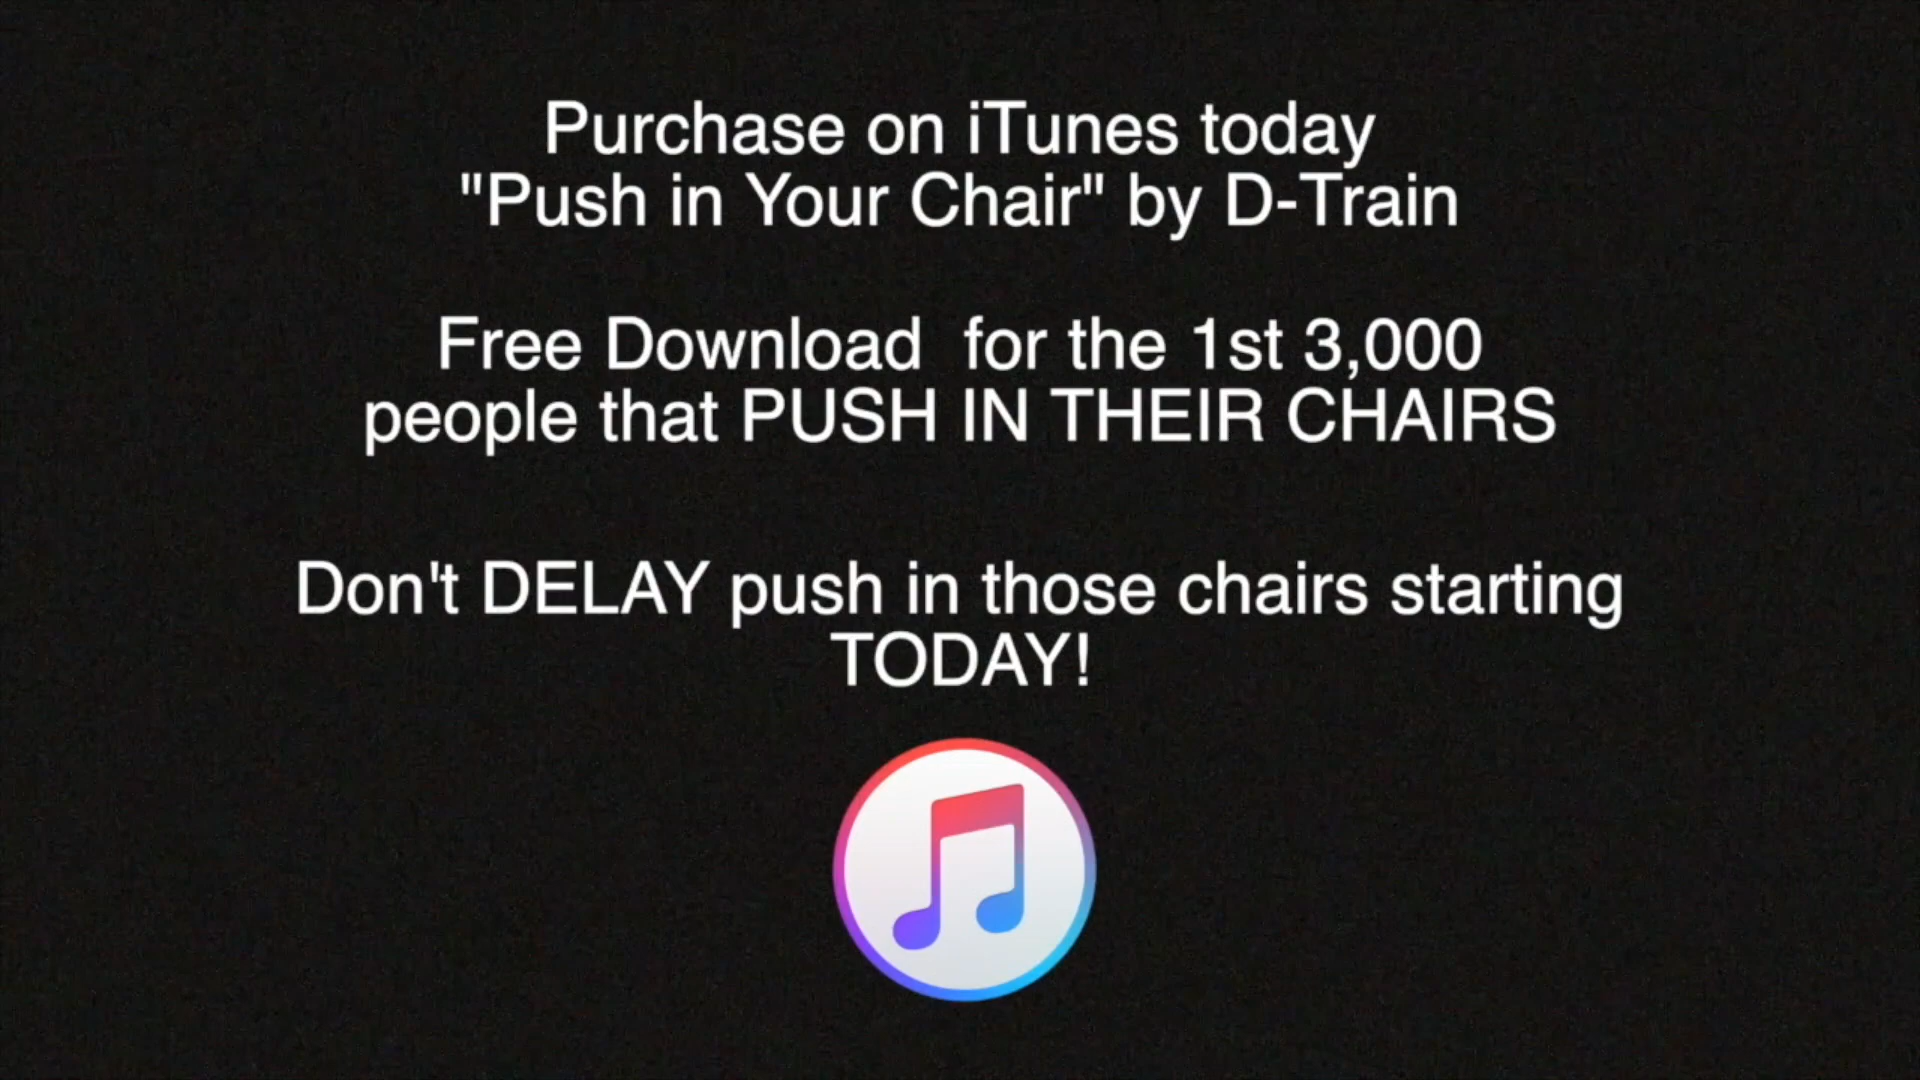 Purchase on iTunes today
"Push in Your Chair" by D-Train
Free Download  for the 1st 3,000
people that PUSH IN THEIR CHAIRS
Don't DELAY push in those chairs starting
TODAY!